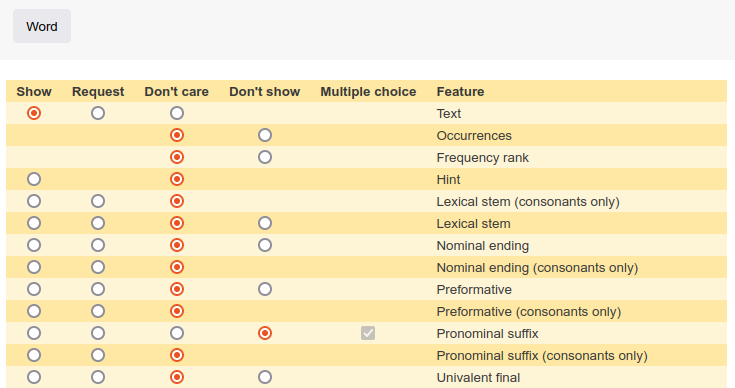 Word
Show Request Don't care Don't show Multiple choice Feature
Text
Occurrences
Frequency rank
Hint
Lexical stem (consonants only)
Lexical stem
Nominal ending
Nominal ending (consonants only)
Preformative
Preformative (consonants only)
Pronominal suffix
Pronominal suffix (consonants only)
Univalent final